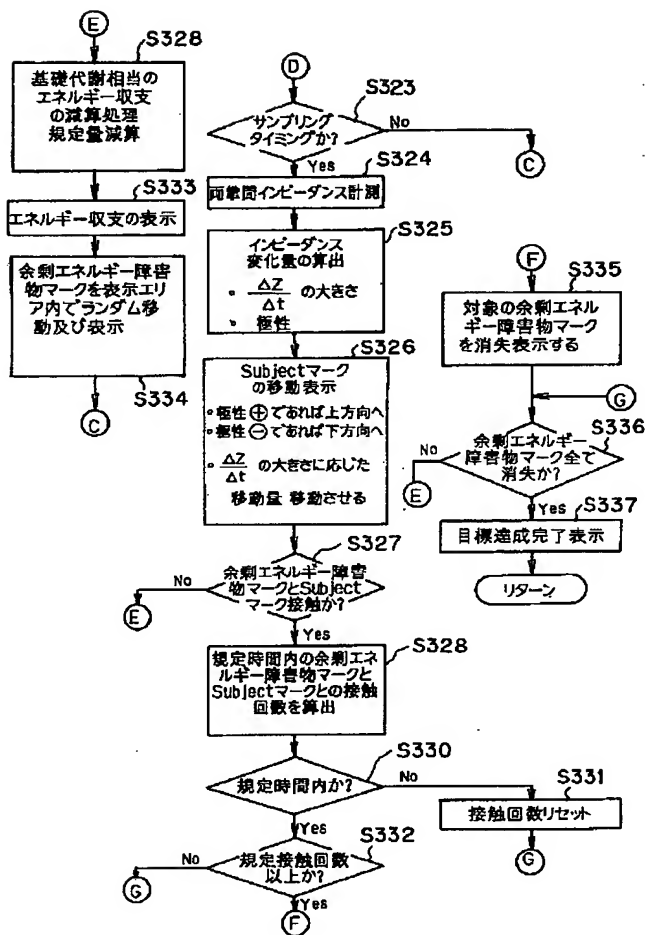 E
S328
基礎代謝相当の
エネルギー収支
の減算処理
規定量減算
S333
エネルギー収支の表示
余剰エネルギー障害
物マークを表示エリ
ア内でランダム移
動及び表示
S334
C
D
S323
サンプリング
タイミングか?
No
C
Yes
S324
両掌間インピーダンス計測
S325
インピーダンス
変化量の算出
• ΔZ/Δt の大きさ
• 極性
S326
Subjectマーク
の移動表示
• 極性⊕であれば上方向へ
• 極性⊖であれば下方向へ
• ΔZ/Δt の大きさに応じた
移動量 移動させる
S327
余剰エネルギー障害
物マークとSubject
マーク接触か?
No
E
Yes
S328
規定時間内の余剰エネ
ルギー障害物マークと
Subjectマークとの接触
回数を算出
S330
規定時間内か?
No
S331
接触回数リセット
G
Yes
S332
規定接触回数
以上か?
No
G
Yes
F
F
S335
対象の余剰エネル
ギー障害物マーク
を消失表示する
G
S336
余剰エネルギー
障害物マーク全て
消失か?
No
E
Yes
S337
目標達成完了表示
リターン